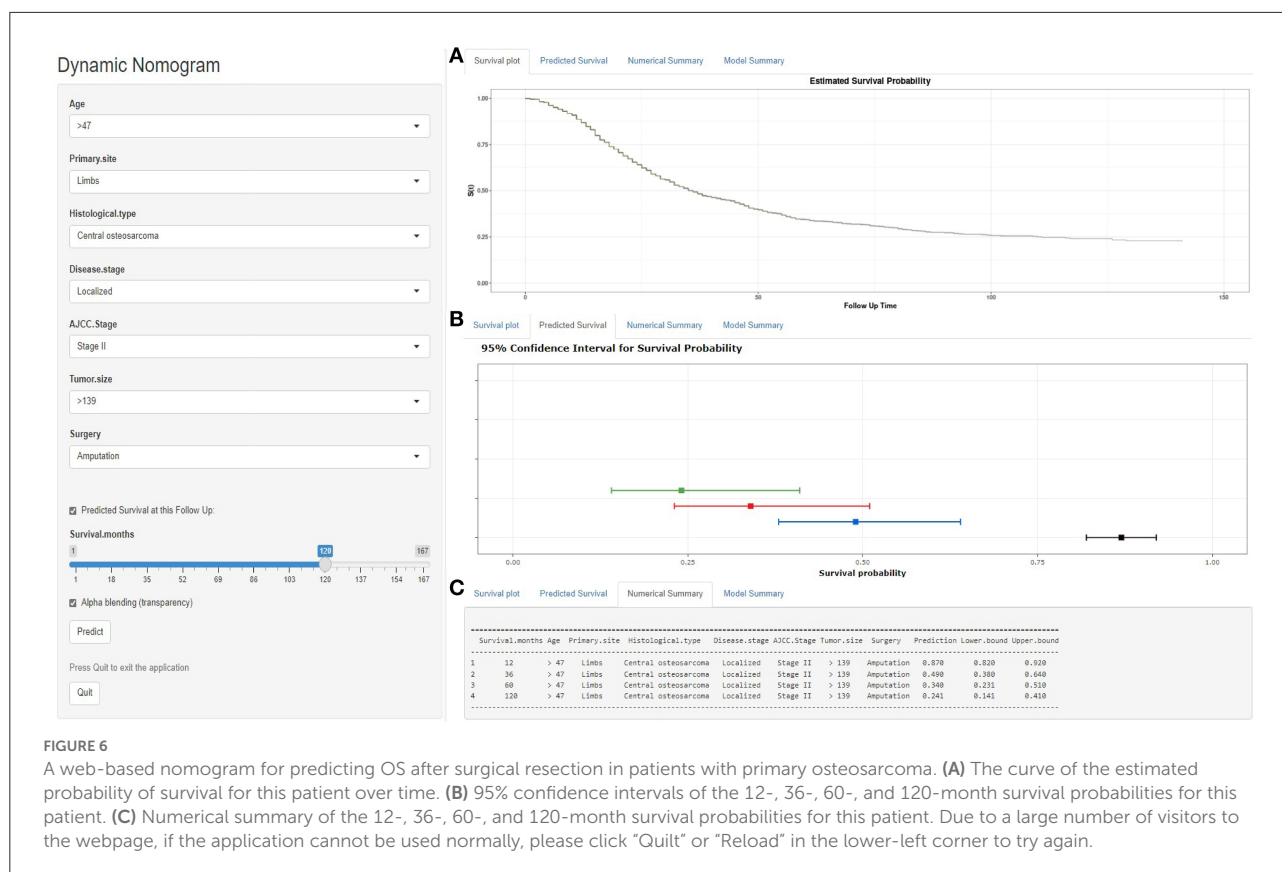 Dynamic Nomogram
Age
>47
Primary.site
Limbs
Histological.type
Central osteosarcoma
Disease.stage
Localized
AJCC.Stage
Stage II
Tumor.size
>139
Surgery
Amputation
Predicted Survival at this Follow Up:
Survival.months
1 120 167
1 18 35 52 69 86 103 120 137 154 167
Alpha blending (transparency)
Predict
Press Quit to exit the application
Quit
A
Survival plot Predicted Survival Numerical Summary Model Summary
Estimated Survival Probability
1.00
0.75
S(t)
0.50
0.25
0.00
0 50 100 150
Follow Up Time
B
Survival plot Predicted Survival Numerical Summary Model Summary
95% Confidence Interval for Survival Probability
0.00 0.25 0.50 0.75 1.00
Survival probability
C
Survival plot Predicted Survival Numerical Summary Model Summary
Survival.months Age Primary.site Histological.type Disease.stage AJCC.Stage Tumor.size Surgery Prediction Lower.bound Upper.bound
1 12 > 47 Limbs Central osteosarcoma Localized Stage II > 139 Amputation 0.870 0.820 0.920
2 36 > 47 Limbs Central osteosarcoma Localized Stage II > 139 Amputation 0.490 0.380 0.640
3 60 > 47 Limbs Central osteosarcoma Localized Stage II > 139 Amputation 0.340 0.231 0.510
4 120 > 47 Limbs Central osteosarcoma Localized Stage II > 139 Amputation 0.241 0.141 0.410
FIGURE 6
A web-based nomogram for predicting OS after surgical resection in patients with primary osteosarcoma. (A) The curve of the estimated
probability of survival for this patient over time. (B) 95% confidence intervals of the 12-, 36-, 60-, and 120-month survival probabilities for this
patient. (C) Numerical summary of the 12-, 36-, 60-, and 120-month survival probabilities for this patient. Due to a large number of visitors to
the webpage, if the application cannot be used normally, please click “Quilt” or “Reload” in the lower-left corner to try again.